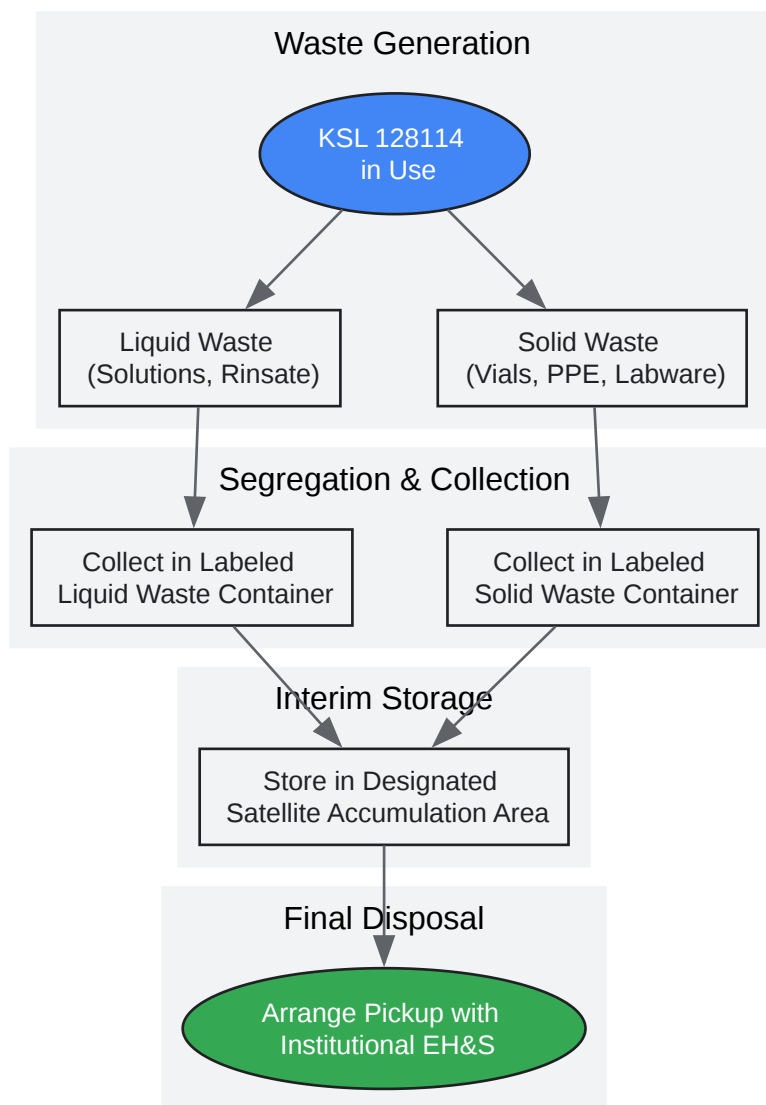 Waste Generation
KSL 128114
in Use
Liquid Waste
(Solutions, Rinsate)
Solid Waste
(Vials, PPE, Labware)
Segregation & Collection
Collect in Labeled
Liquid Waste Container
Collect in Labeled
Solid Waste Container
Interim Storage
Store in Designated
Satellite Accumulation Area
Final Disposal
Arrange Pickup with
Institutional EH&S